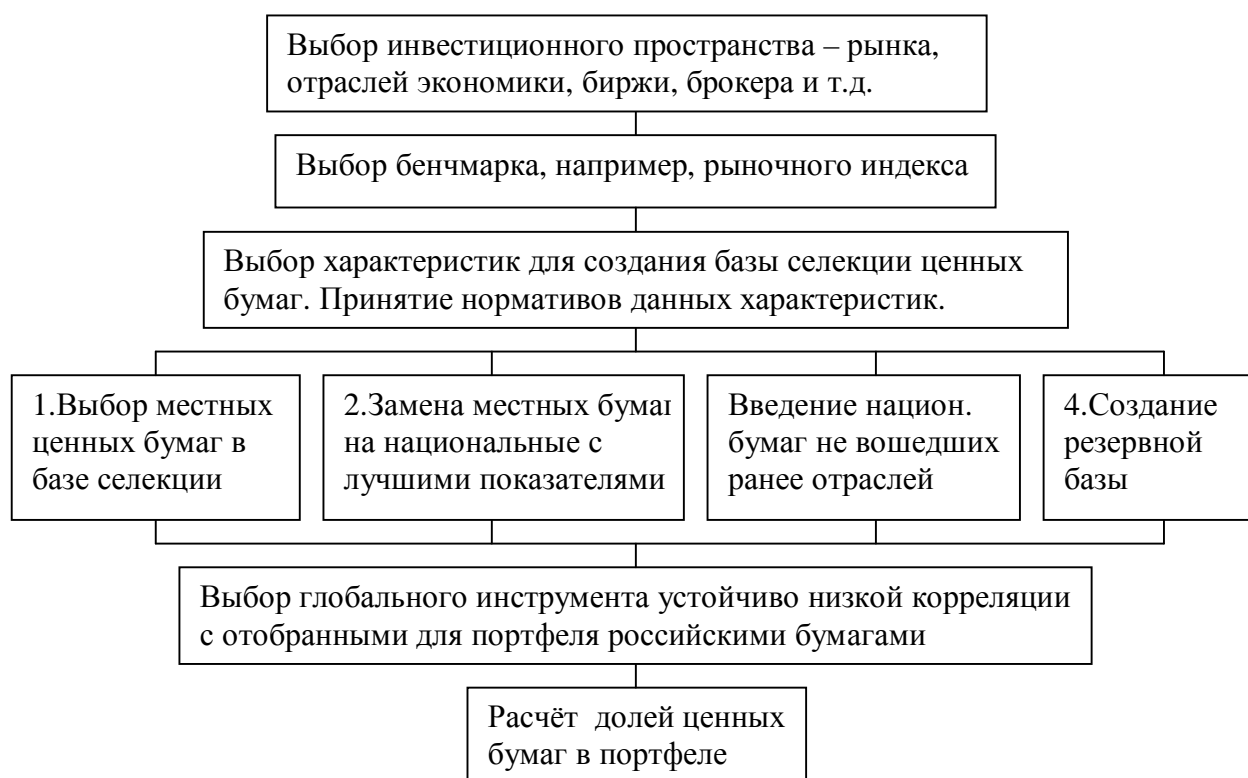 Выбор инвестиционного пространства – рынка,
отраслей экономики, биржи, брокера и т.д.
Выбор бенчмарка, например, рыночного индекса
Выбор характеристик для создания базы селекции ценных
бумаг. Принятие нормативов данных характеристик.
1.Выбор местных
ценных бумаг в
базе селекции
2.Замена местных бумаг
на национальные с
лучшими показателями
Введение национ.
бумаг не вошедших
ранее отраслей
4.Создание
резервной
базы
Выбор глобального инструмента устойчиво низкой корреляции
с отобранными для портфеля российскими бумагами
Расчёт долей ценных
бумаг в портфеле